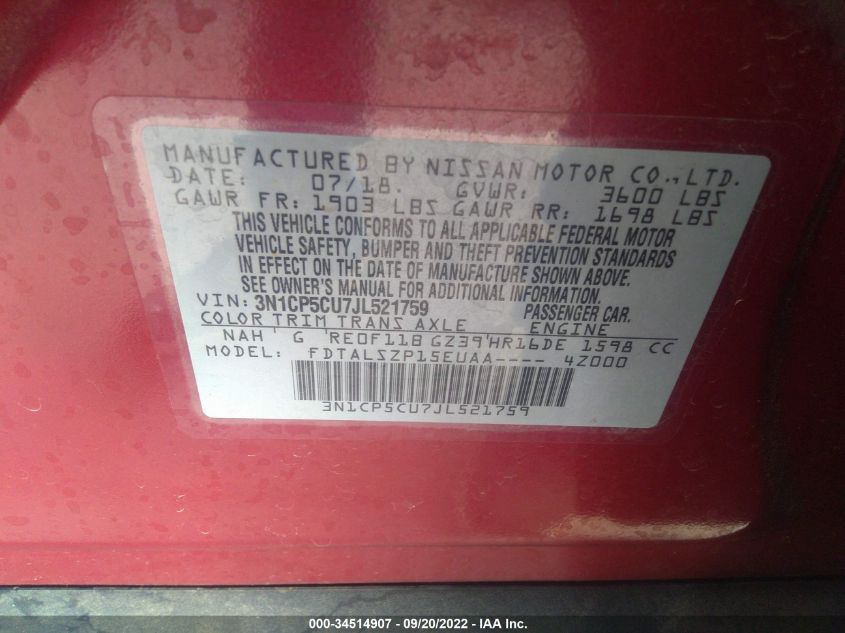 MANUFACTURED BY NISSAN MOTOR CO., LTD.
DATE: 07/18. GVWR: 3600 LBS
GAWR FR: 1903 LBS GAWR RR: 1698 LBS
THIS VEHICLE CONFORMS TO ALL APPLICABLE FEDERAL MOTOR
VEHICLE SAFETY, BUMPER AND THEFT PREVENTION STANDARDS
IN EFFECT ON THE DATE OF MANUFACTURE SHOWN ABOVE.
SEE OWNER'S MANUAL FOR ADDITIONAL INFORMATION.
VIN: 3N1CP5CU7JL521759 PASSENGER CAR.
COLOR TRIM TRANS AXLE ENGINE
NAH ' G ' RE0F11B GZ39 'HR16DE 1598 CC
MODEL: FDTALSZP15EUAA---- 4Z000
3N1CP5CU7JL521759
000-34514907 - 09/20/2022 - IAA Inc.